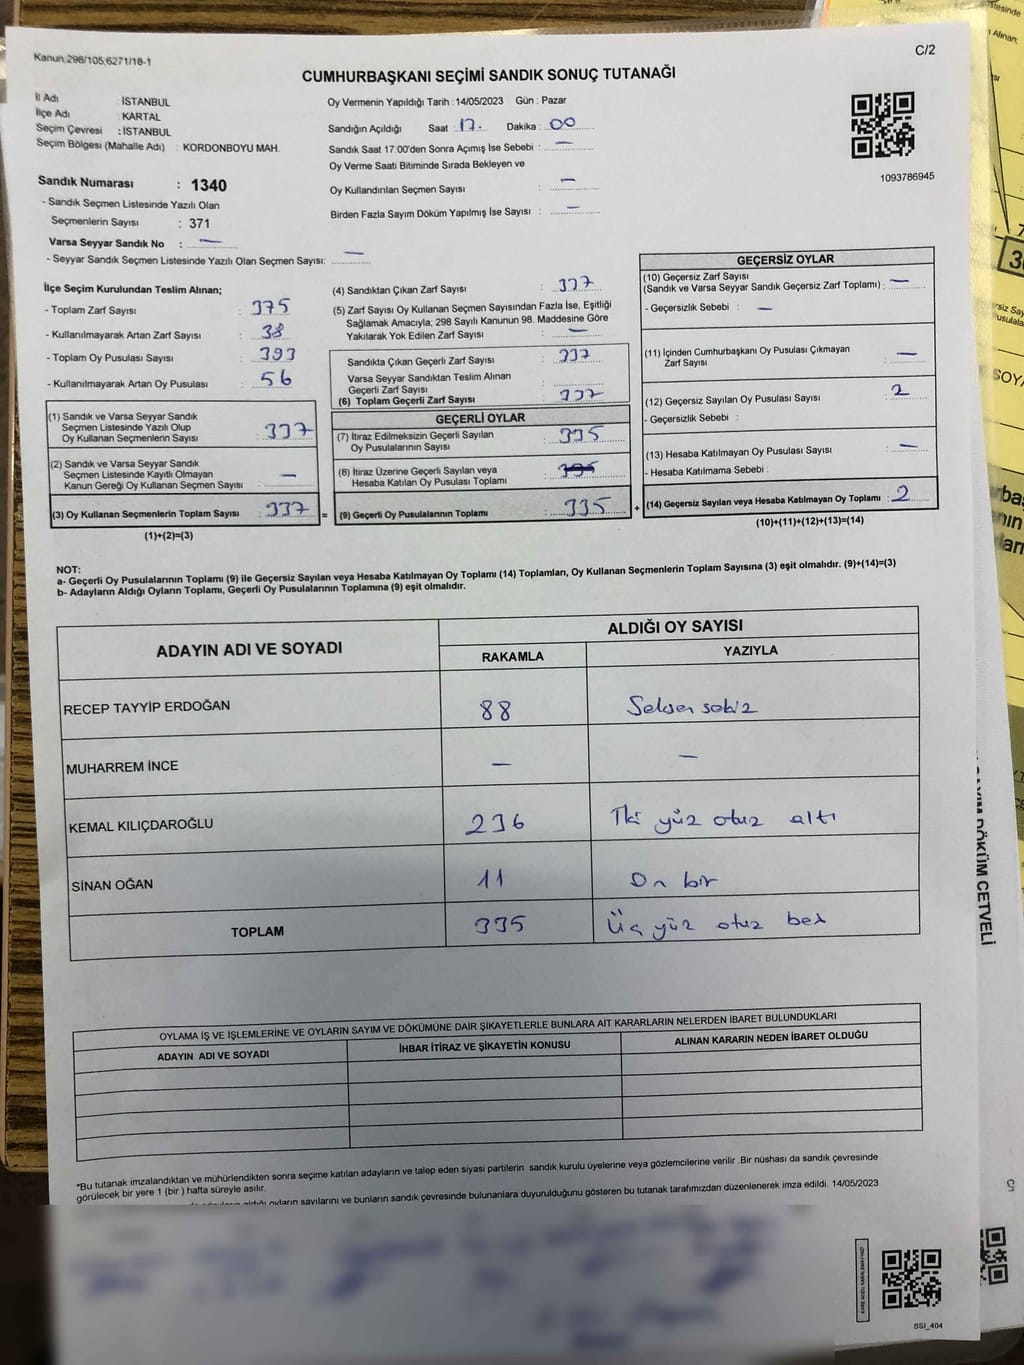 Kanun:298/105,6271/18-1
C/2
CUMHURBAŞKANI SEÇİMİ SANDIK SONUÇ TUTANAĞI
İl Adı : İSTANBUL
İlçe Adı : KARTAL
Seçim Çevresi : İSTANBUL
Seçim Bölgesi (Mahalle Adı) : KORDONBOYU MAH.
Sandık Numarası : 1340
- Sandık Seçmen Listesinde Yazılı Olan
Seçmenlerin Sayısı : 371
Varsa Seyyar Sandık No : —
- Seyyar Sandık Seçmen Listesinde Yazılı Olan Seçmen Sayısı: —
Oy Vermenin Yapıldığı Tarih :14/05/2023 Gün : Pazar
Sandığın Açıldığı Saat : 17. Dakika : 00
Sandık Saat 17:00'den Sonra Açımış İse Sebebi : —
Oy Verme Saati Bitiminde Sırada Bekleyen ve
Oy Kullandırılan Seçmen Sayısı : —
Birden Fazla Sayım Döküm Yapılmış İse Sayısı : —
1093786945
İlçe Seçim Kurulundan Teslim Alınan;
- Toplam Zarf Sayısı : 375
- Kullanılmayarak Artan Zarf Sayısı : 38
- Toplam Oy Pusulası Sayısı : 393
- Kullanılmayarak Artan Oy Pusulası : 56
(1) Sandık ve Varsa Seyyar Sandık
Seçmen Listesinde Yazılı Olup
Oy Kullanan Seçmenlerin Sayısı : 337
(2) Sandık ve Varsa Seyyar Sandık
Seçmen Listesinde Kayıtlı Olmayan
Kanun Gereği Oy Kullanan Seçmen Sayısı : —
(3) Oy Kullanan Seçmenlerin Toplam Sayısı : 337 =
(1)+(2)=(3)
(4) Sandıktan Çıkan Zarf Sayısı : 337
(5) Zarf Sayısı Oy Kullanan Seçmen Sayısından Fazla İse, Eşitliği
Sağlamak Amacıyla; 298 Sayılı Kanunun 98. Maddesine Göre
Yakılarak Yok Edilen Zarf Sayısı : —
Sandıkta Çıkan Geçerli Zarf Sayısı : 337
Varsa Seyyar Sandıktan Teslim Alınan
Geçerli Zarf Sayısı :
(6) Toplam Geçerli Zarf Sayısı : 337
GEÇERLİ OYLAR
(7) İtiraz Edilmeksizin Geçerli Sayılan
Oy Pusulalarının Sayısı : 335
(8) İtiraz Üzerine Geçerli Sayılan veya
Hesaba Katılan Oy Pusulası Toplamı : 335
(9) Geçerli Oy Pusulalarının Toplamı : 335 +
GEÇERSİZ OYLAR
(10) Geçersiz Zarf Sayısı
(Sandık ve Varsa Seyyar Sandık Geçersiz Zarf Toplamı) : —
- Geçersizlik Sebebi : —
(11) İçinden Cumhurbaşkanı Oy Pusulası Çıkmayan
Zarf Sayısı : —
(12) Geçersiz Sayılan Oy Pusulası Sayısı : 2
- Geçersizlik Sebebi :
(13) Hesaba Katılmayan Oy Pusulası Sayısı : —
- Hesaba Katılmama Sebebi :
(14) Geçersiz Sayılan veya Hesaba Katılmayan Oy Toplamı : 2
(10)+(11)+(12)+(13)=(14)
NOT:
a- Geçerli Oy Pusulalarının Toplamı (9) ile Geçersiz Sayılan veya Hesaba Katılmayan Oy Toplamı (14) Toplamları, Oy Kullanan Seçmenlerin Toplam Sayısına (3) eşit olmalıdır. (9)+(14)=(3)
b- Adayların Aldığı Oyların Toplamı, Geçerli Oy Pusulalarının Toplamına (9) eşit olmalıdır.
ADAYIN ADI VE SOYADI
ALDIĞI OY SAYISI
RAKAMLA YAZIYLA
RECEP TAYYİP ERDOĞAN 88 Seksen sekiz
MUHARREM İNCE — —
KEMAL KILIÇDAROĞLU 236 İki yüz otuz altı
SİNAN OĞAN 11 On bir
TOPLAM 335 Üç yüz otuz beş
OYLAMA İŞ VE İŞLEMLERİNE VE OYLARIN SAYIM VE DÖKÜMÜNE DAİR ŞİKAYETLERLE BUNLARA AİT KARARLARIN NELERDEN İBARET BULUNDUKLARI
ADAYIN ADI VE SOYADI İHBAR İTİRAZ VE ŞİKAYETİN KONUSU ALINAN KARARIN NEDEN İBARET OLDUĞU
*Bu tutanak imzalandıktan ve mühürlendikten sonra seçime katılan adayların ve talep eden siyasi partilerin sandık kurulu üyelerine veya gözlemcilerine verilir .Bir nüshası da sandık çevresinde
görülecek bir yere 1 (bir) hafta süreyle asılır.
aldığı oyların sayılarını ve bunların sandık çevresinde bulunanlara duyurulduğunu gösteren bu tutanak tarafımızdan düzenlenerek imza edildi. 14/05/2023
SSI_404
SAYIM DÖKÜM CETVELİ